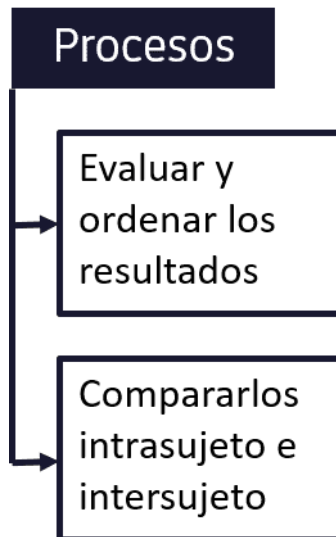 Procesos
Evaluar y
ordenar los
resultados
Compararlos
intrasujeto e
intersujeto